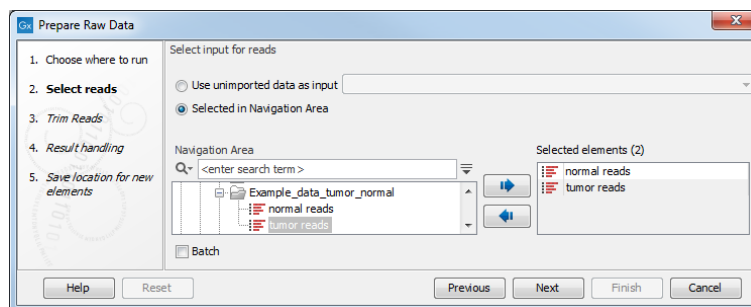 Gx Prepare Raw Data
1. Choose where to run
2. Select reads
3. Trim Reads
4. Result handling
5. Save location for new
elements
Select input for reads
Use unimported data as input
Selected in Navigation Area
Navigation Area
<enter search term>
Example_data_tumor_normal
normal reads
tumor reads
Selected elements (2)
normal reads
tumor reads
Batch
Help
Reset
Previous
Next
Finish
Cancel